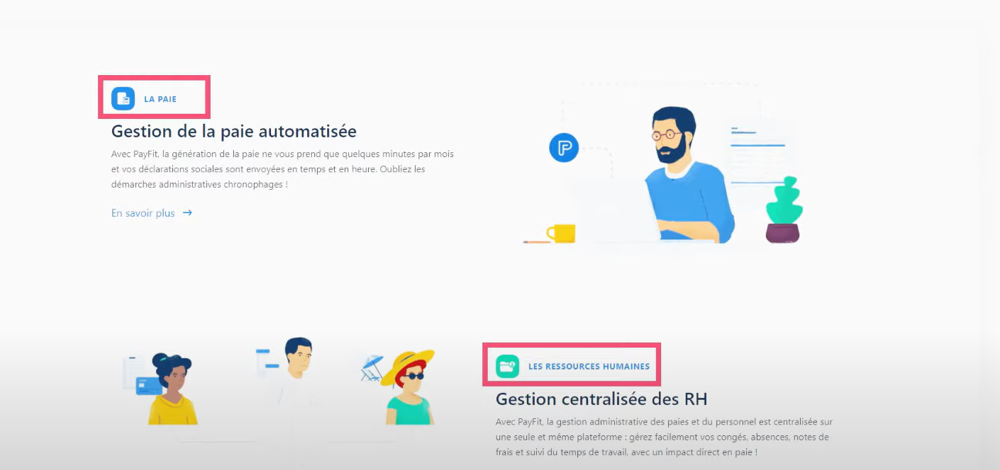 LA PAIE
Gestion de la paie automatisée
Avec PayFit, la génération de la paie ne vous prend que quelques minutes par mois
et vos déclarations sociales sont envoyées en temps et en heure. Oubliez les
démarches administratives chronophages !
En savoir plus →
LES RESSOURCES HUMAINES
Gestion centralisée des RH
Avec PayFit, la gestion administrative des paies et du personnel est centralisée sur
une seule et même plateforme : gérez facilement vos congés, absences, notes de
frais et suivi du temps de travail, avec un impact direct en paie !